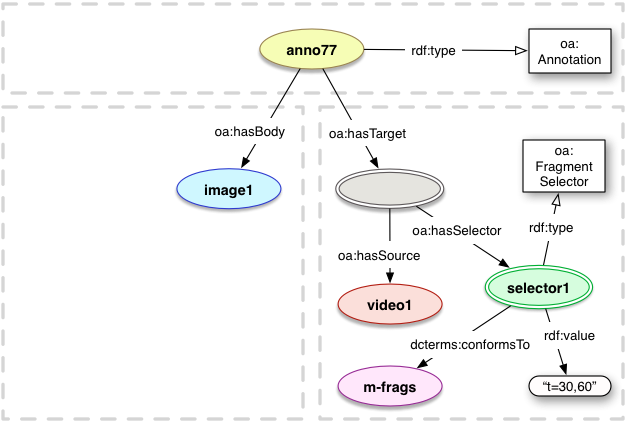 anno77
rdf:type
oa:
Annotation
oa:hasBody
oa:hasTarget
image1
oa:
Fragment
Selector
oa:hasSelector
rdf:type
oa:hasSource
selector1
video1
dcterms:conformsTo
rdf:value
m-frags
“t=30,60”